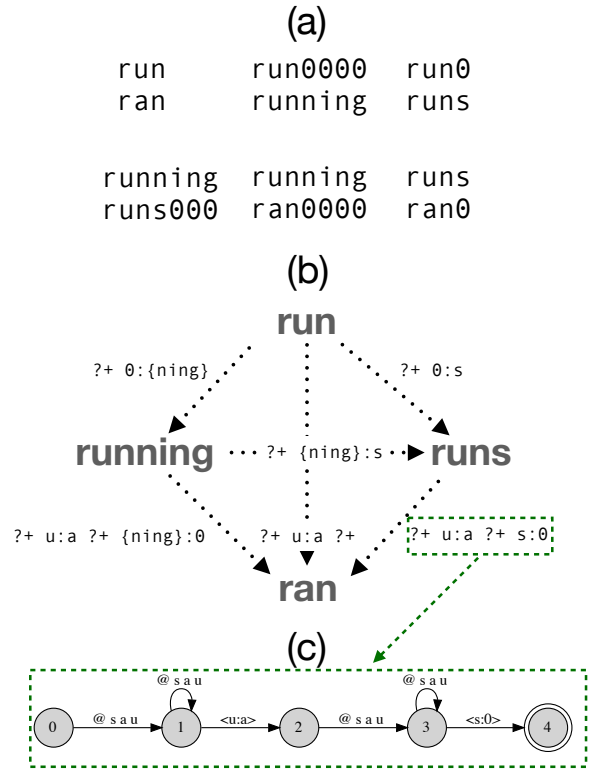 (a)
run run0000 run0
ran running runs
running running runs
runs000 ran0000 ran0
(b)
run
?+ 0:{ning} ?+ 0:s
running ?+ {ning}:s runs
?+ u:a ?+ {ning}:0 ?+ u:a ?+ ?+ u:a ?+ s:0
ran
(c)
@ s a u @ s a u
0 @ s a u 1 <u:a> 2 @ s a u 3 <s:0> 4